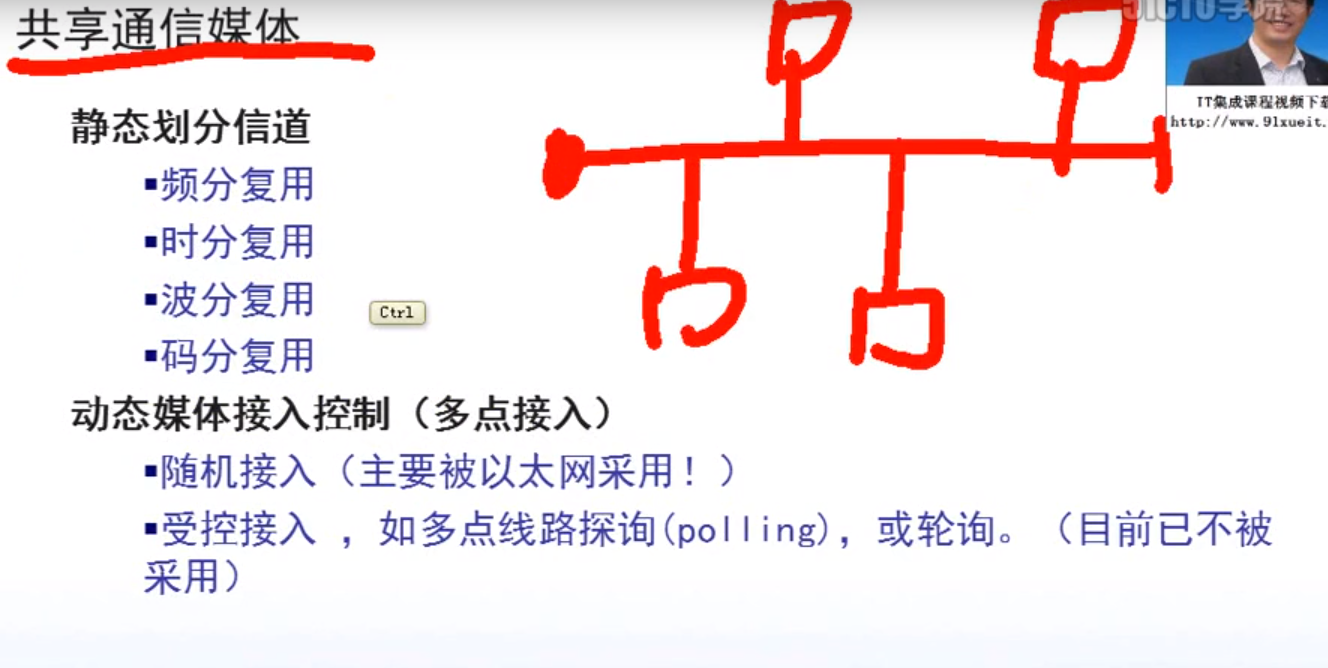 共享通信媒体
51CTO学院
IT集成课程视频下载
http://www.91xueit.
静态划分信道
▪频分复用
▪时分复用
▪波分复用
Ctrl
▪码分复用
动态媒体接入控制（多点接入）
▪随机接入（主要被以太网采用！）
▪受控接入 ，如多点线路探询(polling)，或轮询。（目前已不被
采用）